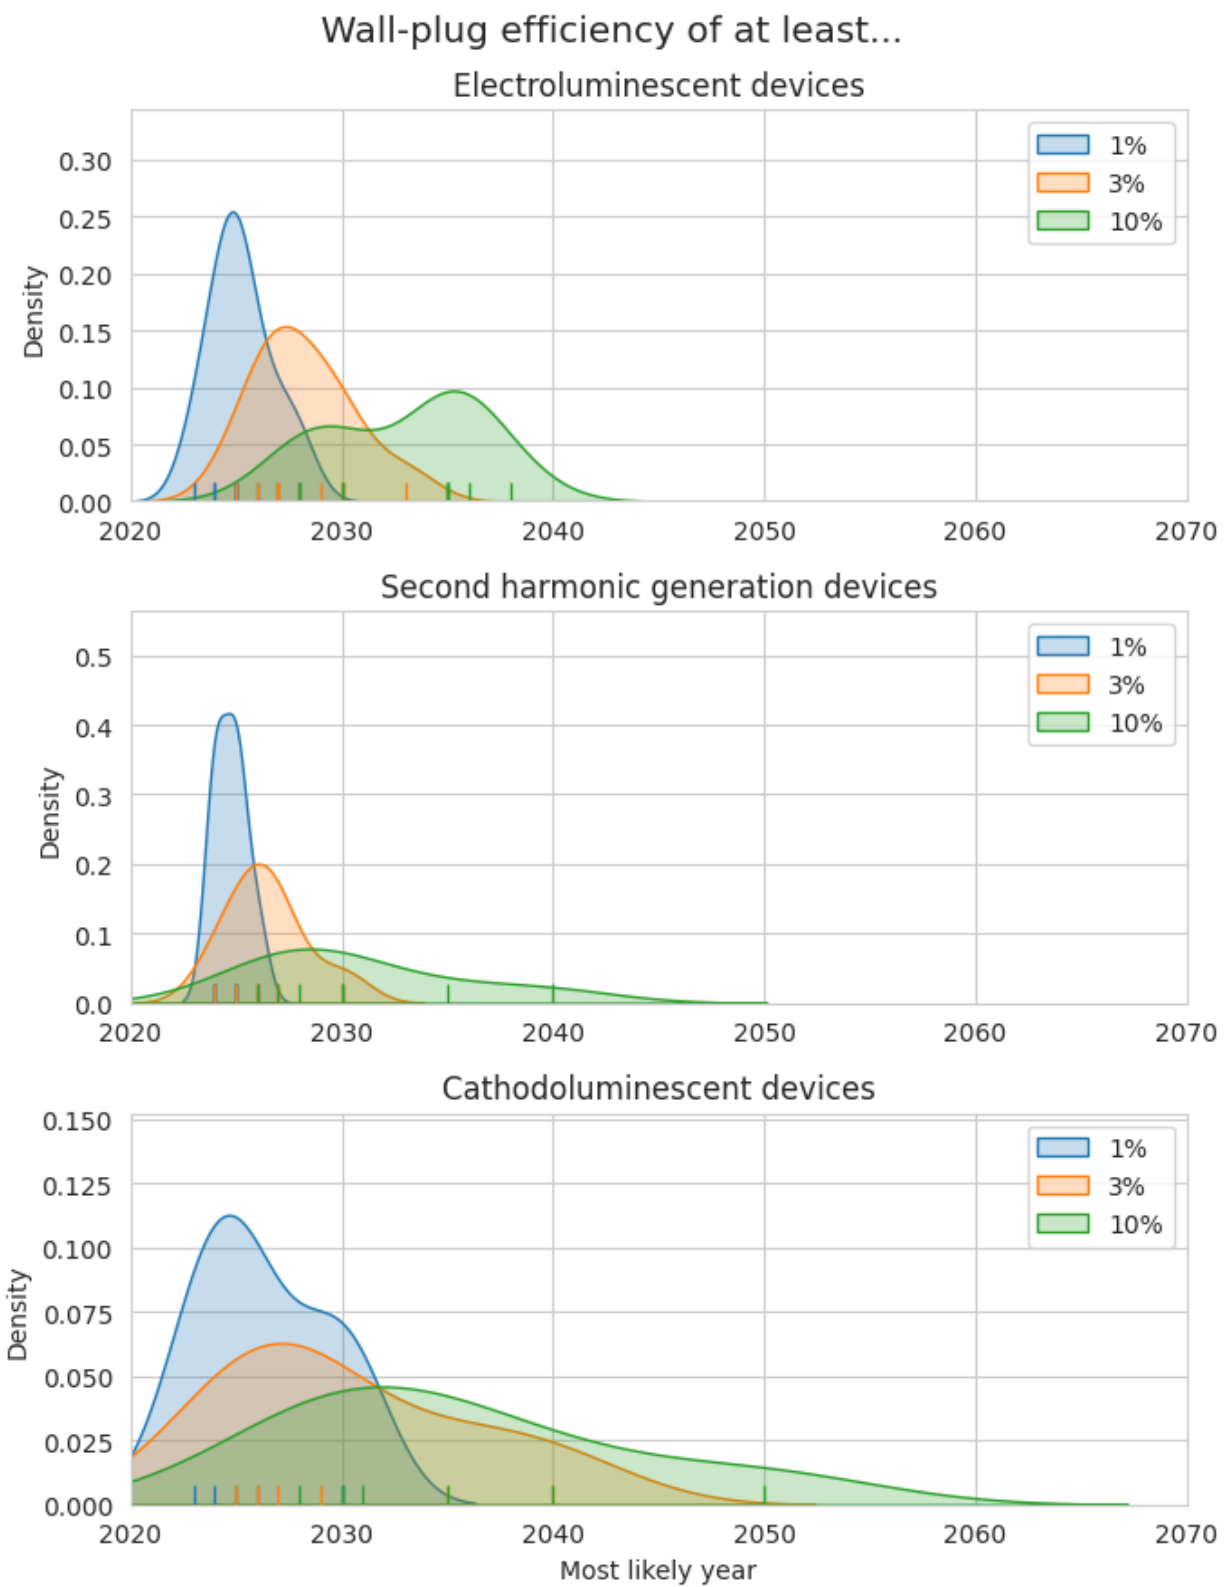 Wall-plug efficiency of at least...
Electroluminescent devices
0.30
0.25
0.20
0.15
0.10
0.05
0.00
Density
1%
3%
10%
2020 2030 2040 2050 2060 2070
Second harmonic generation devices
0.5
0.4
0.3
0.2
0.1
0.0
Density
1%
3%
10%
2020 2030 2040 2050 2060 2070
Cathodoluminescent devices
0.150
0.125
0.100
0.075
0.050
0.025
0.000
Density
1%
3%
10%
2020 2030 2040 2050 2060 2070
Most likely year